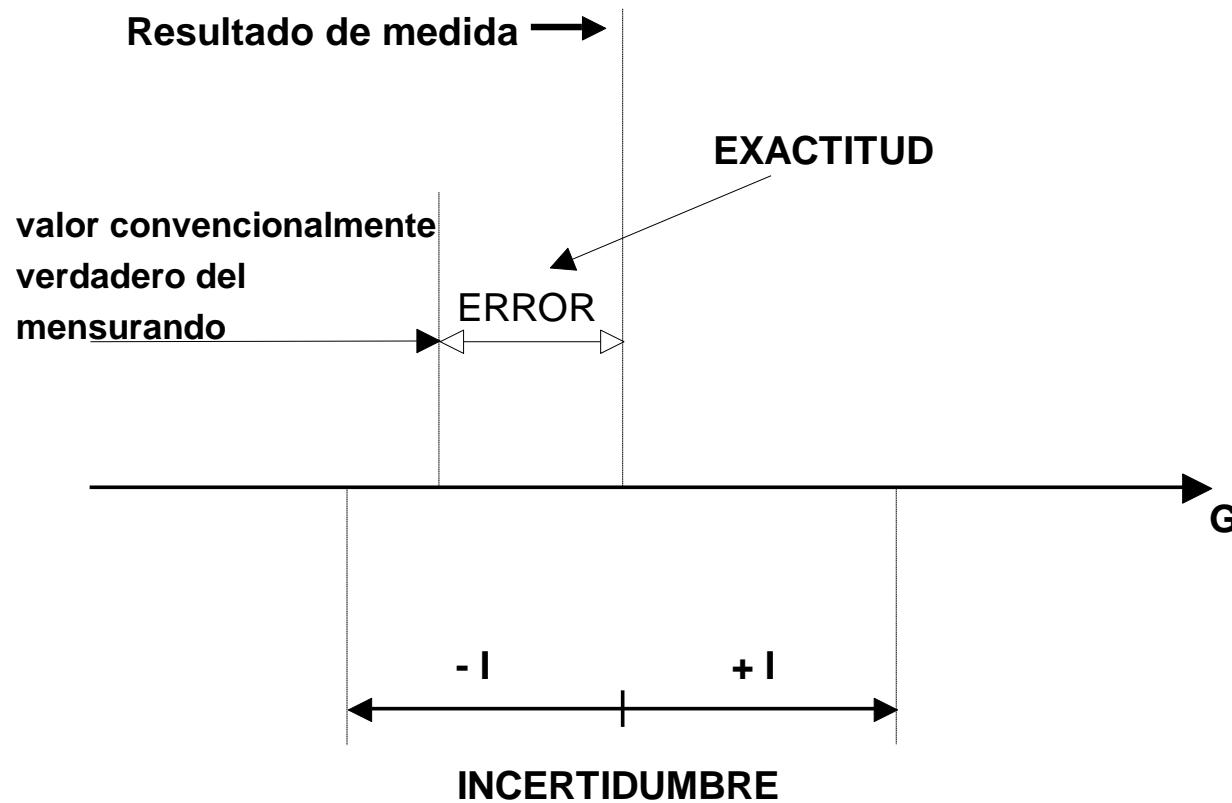 Resultado de medida
EXACTITUD
valor convencionalmente
verdadero del
mensurando
ERROR
G
- I
+ I
INCERTIDUMBRE